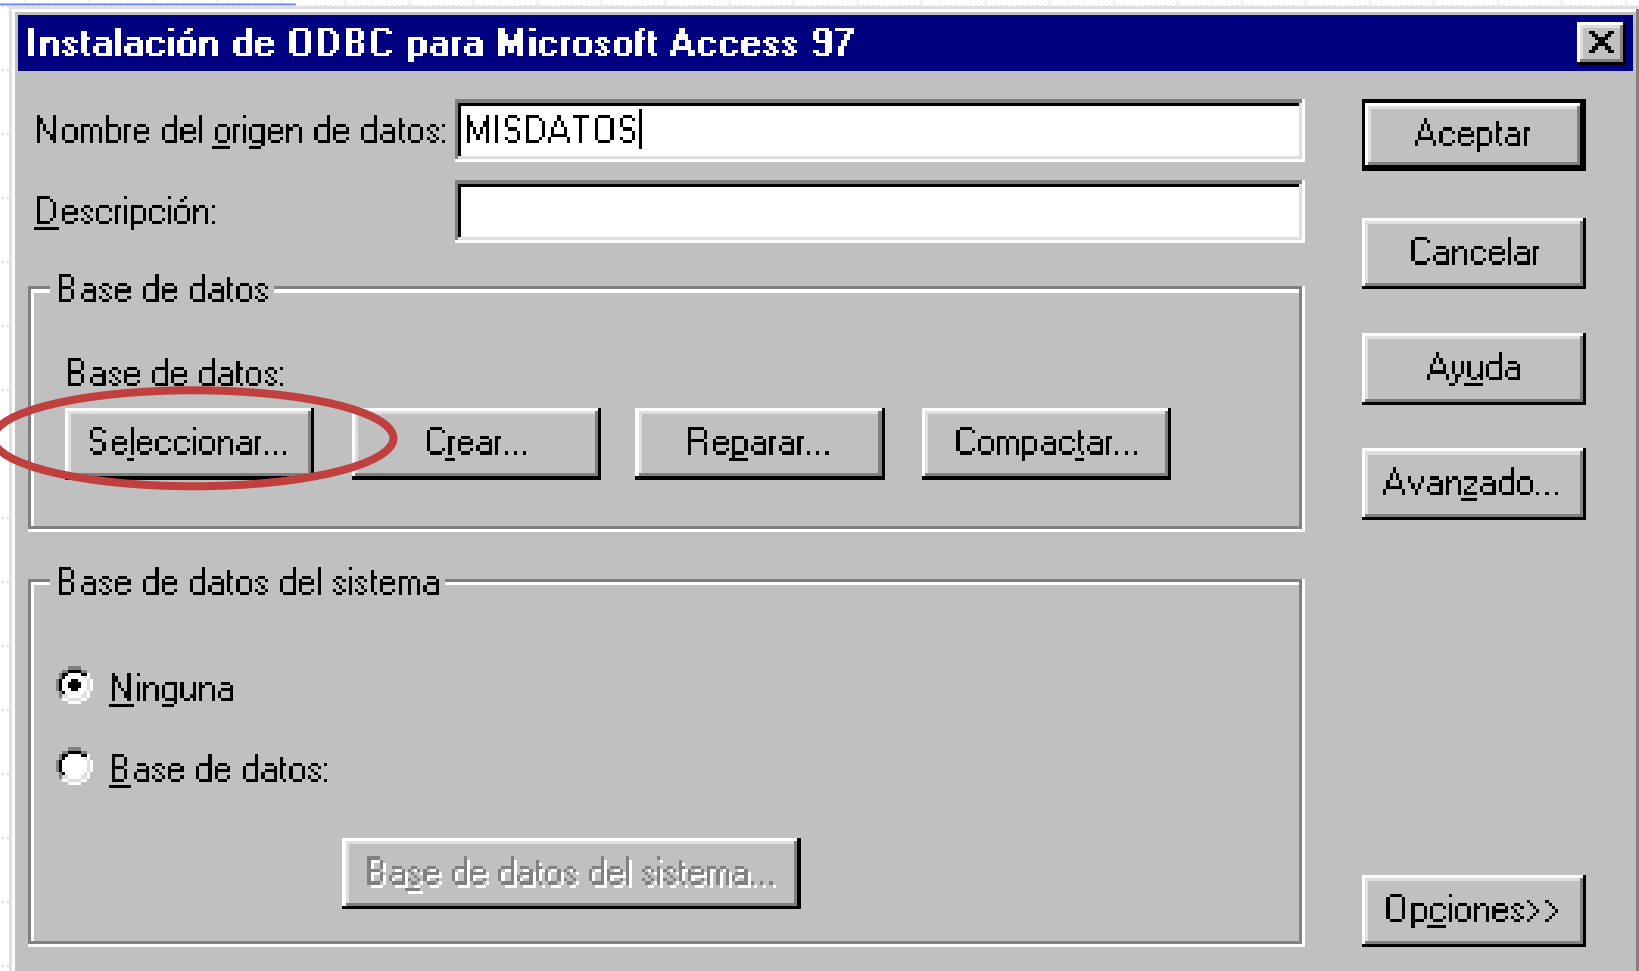 Instalación de ODBC para Microsoft Access 97
Nombre del origen de datos: MISDATOS
Aceptar
Descripción:
Cancelar
Base de datos
Ayuda
Base de datos:
Seleccionar... Crear... Reparar... Compactar...
Avanzado...
Base de datos del sistema
Ninguna
Base de datos:
Base de datos del sistema...
Opciones>>